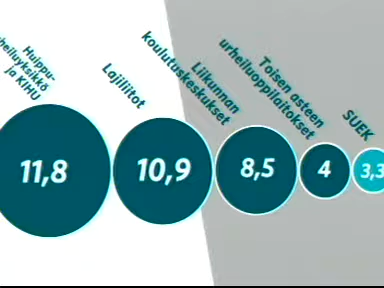 Huippu-
heiluyksikkö
ja KIHU
Lajiliitot
Liikunnan
koulutuskeskukset
Toisen asteen
urheiluoppilaitokset
SUEK
11,8
10,9
8,5
4
3,3